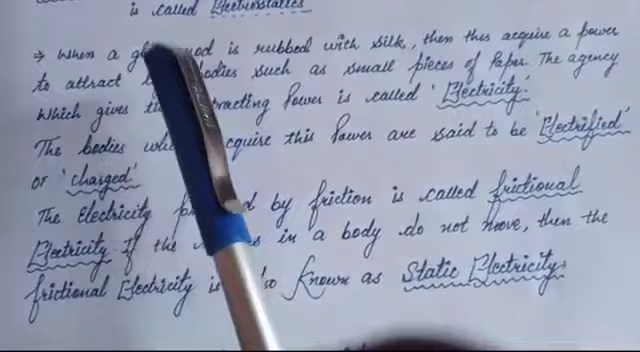 is called Electrostatics
→ When a rod is rubbed with silk, then this acquire a power
to attract bodies such as small pieces of Paper. The agency
which gives power is called 'Electricity'.
The bodies acquire this Power are said to be 'Electrified'
or 'charged'
The Electricity by friction is called frictional
Electricity If the in a body do not move, then the
frictional Electricity is known as Static Electricity.